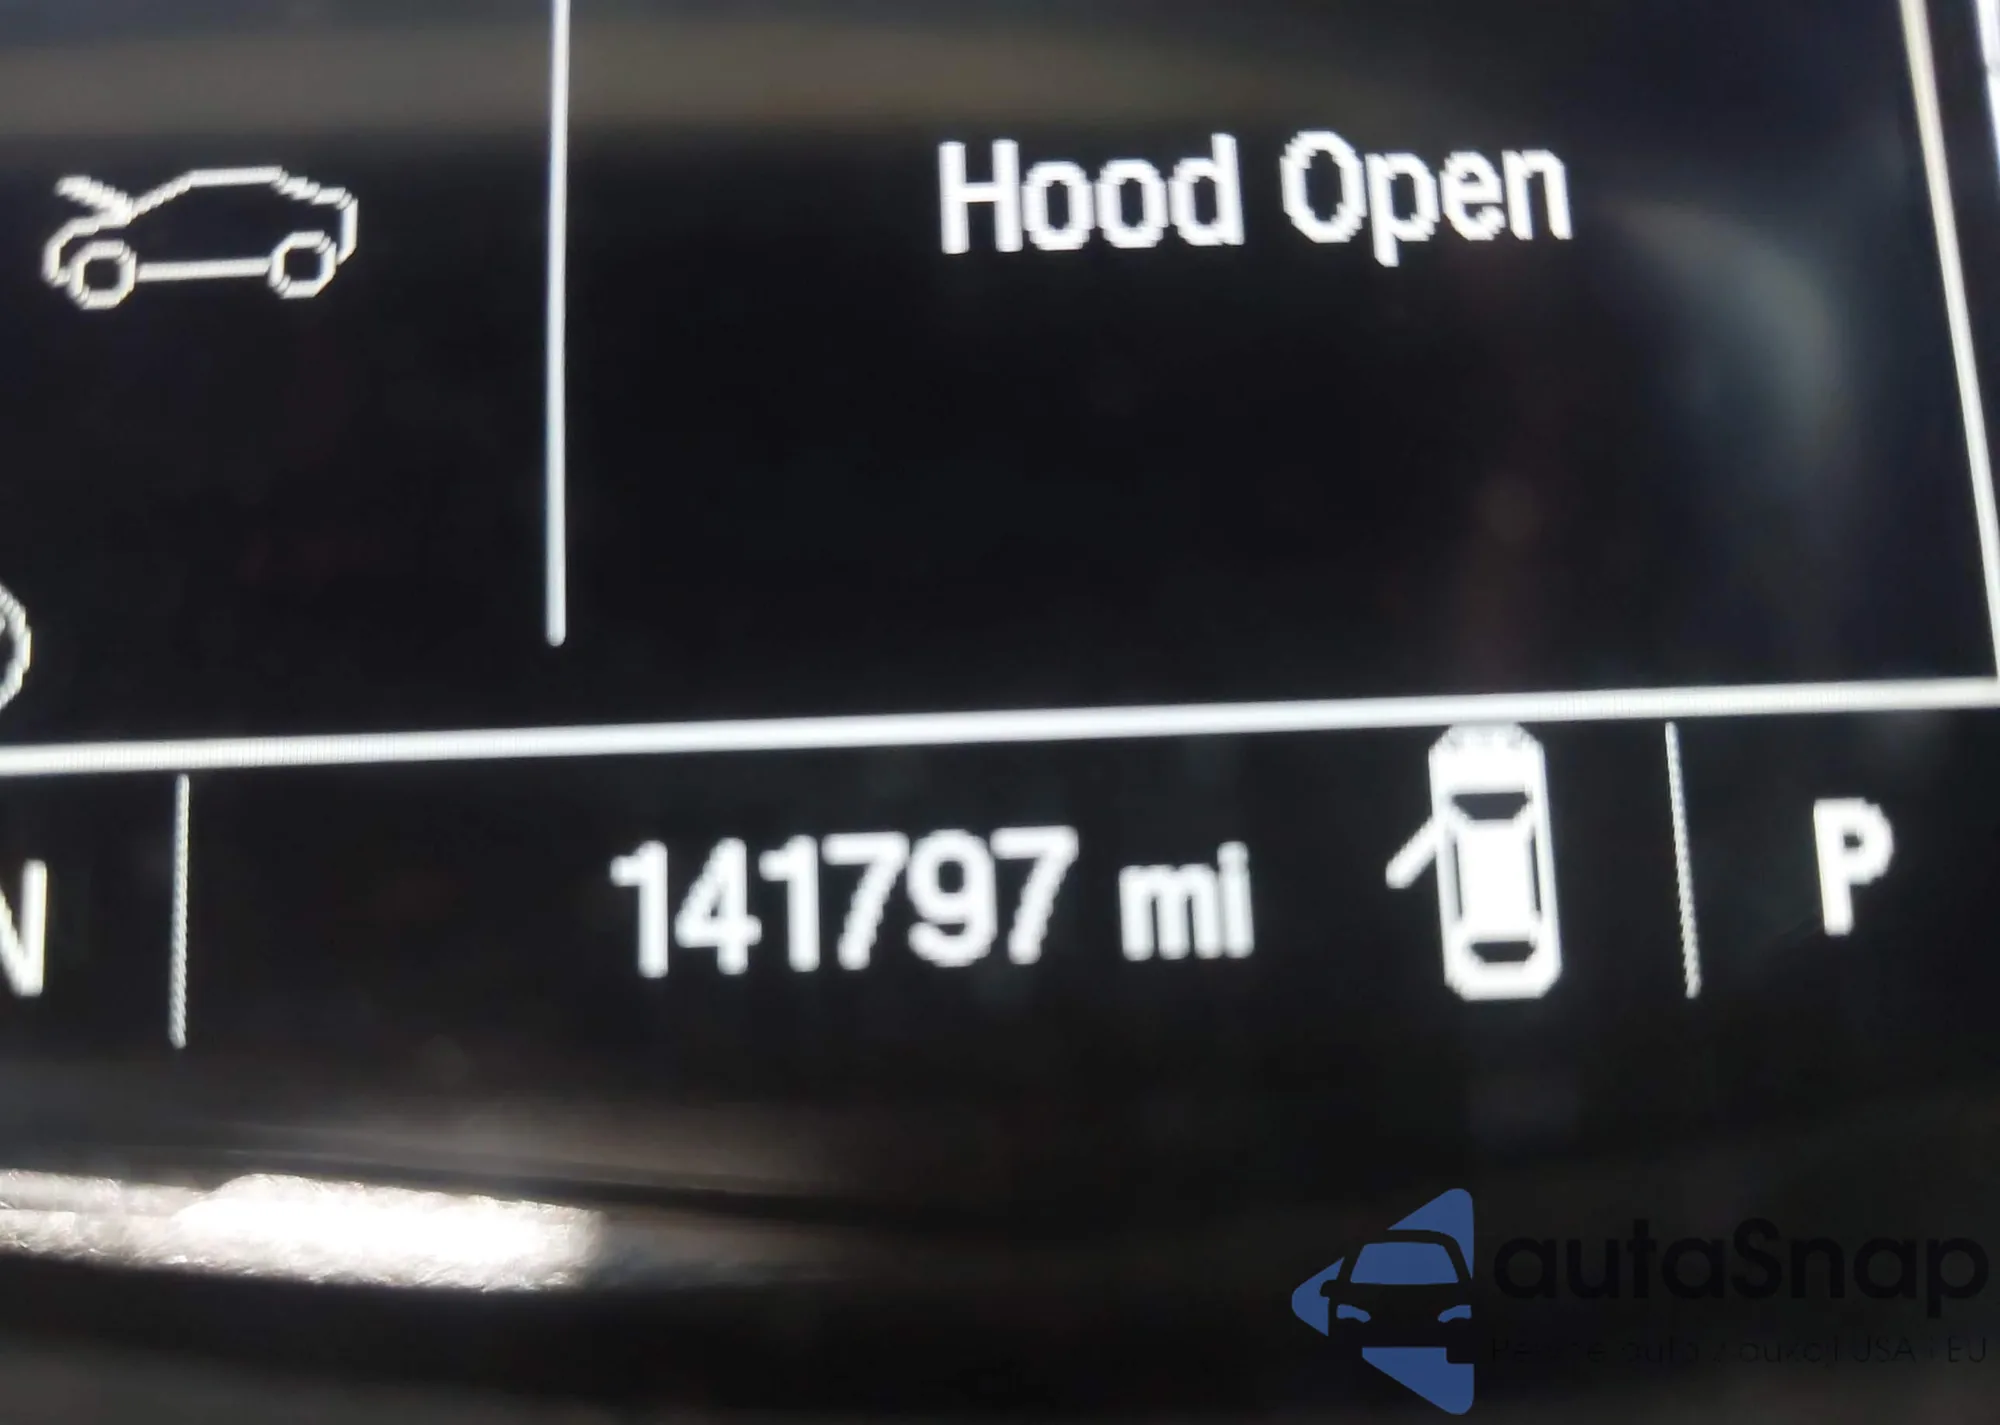 Hood Open
N
141797 mi
P
autaSnap